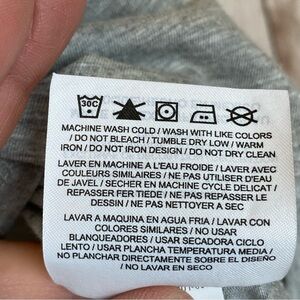 30C
MACHINE WASH COLD / WASH WITH LIKE COLORS
/ DO NOT BLEACH / TUMBLE DRY LOW / WARM
IRON / DO NOT IRON DESIGN / DO NOT DRY CLEAN
LAVER EN MACHINE A L'EAU FROIDE / LAVER AVEC
COULEURS SIMILAIRES / NE PAS UTILISER D'EAU
DE JAVEL / SECHER EN MACHINE CYCLE DELICAT /
REPASSER FER TIEDE / NE PAS REPASSER LE
DESSIN / NE PAS NETTOYER A SEC
LAVAR A MAQUINA EN AGUA FRIA / LAVAR CON
COLORES SIMILARES / NO USAR
BLANQUEADORES / USAR SECADORA CICLO
LENTO / USAR PLANCHA TEMPERATURA MEDIA /
NO PLANCHAR DIRECTAMENTE SOBRE EL DISEÑO
/ NO LAVAR EN SECO